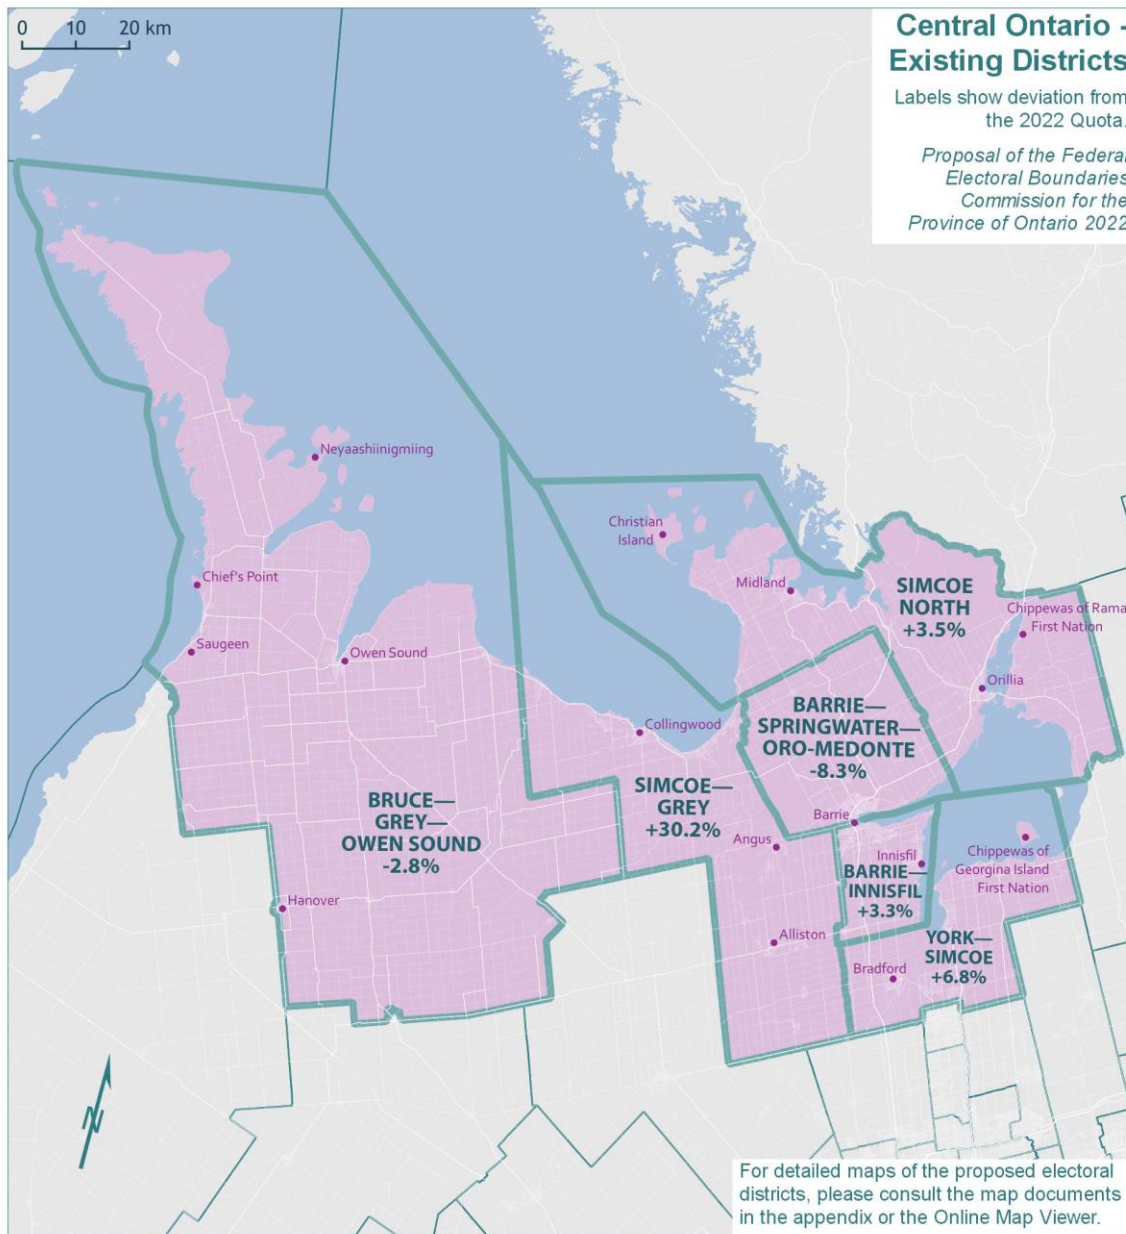 0 10 20 km
Central Ontario -
Existing Districts
Labels show deviation from
the 2022 Quota.
Proposal of the Federal
Electoral Boundaries
Commission for the
Province of Ontario 2022
Neyaashiinigmiing
Christian
Island
Midland
SIMCOE
NORTH
+3.5%
Chippewas of Rama
First Nation
Chief's Point
Saugeen
Owen Sound
Orillia
Collingwood
BARRIE—
SPRINGWATER—
ORO-MEDONTE
-8.3%
SIMCOE—
GREY
+30.2%
BRUCE—
GREY—
OWEN SOUND
-2.8%
Barrie
Angus
Innisfil
BARRIE—
INNISFIL
+3.3%
Chippewas of
Georgina Island
First Nation
Hanover
Alliston
YORK—
SIMCOE
+6.8%
Bradford
N
For detailed maps of the proposed electoral
districts, please consult the map documents
in the appendix or the Online Map Viewer.